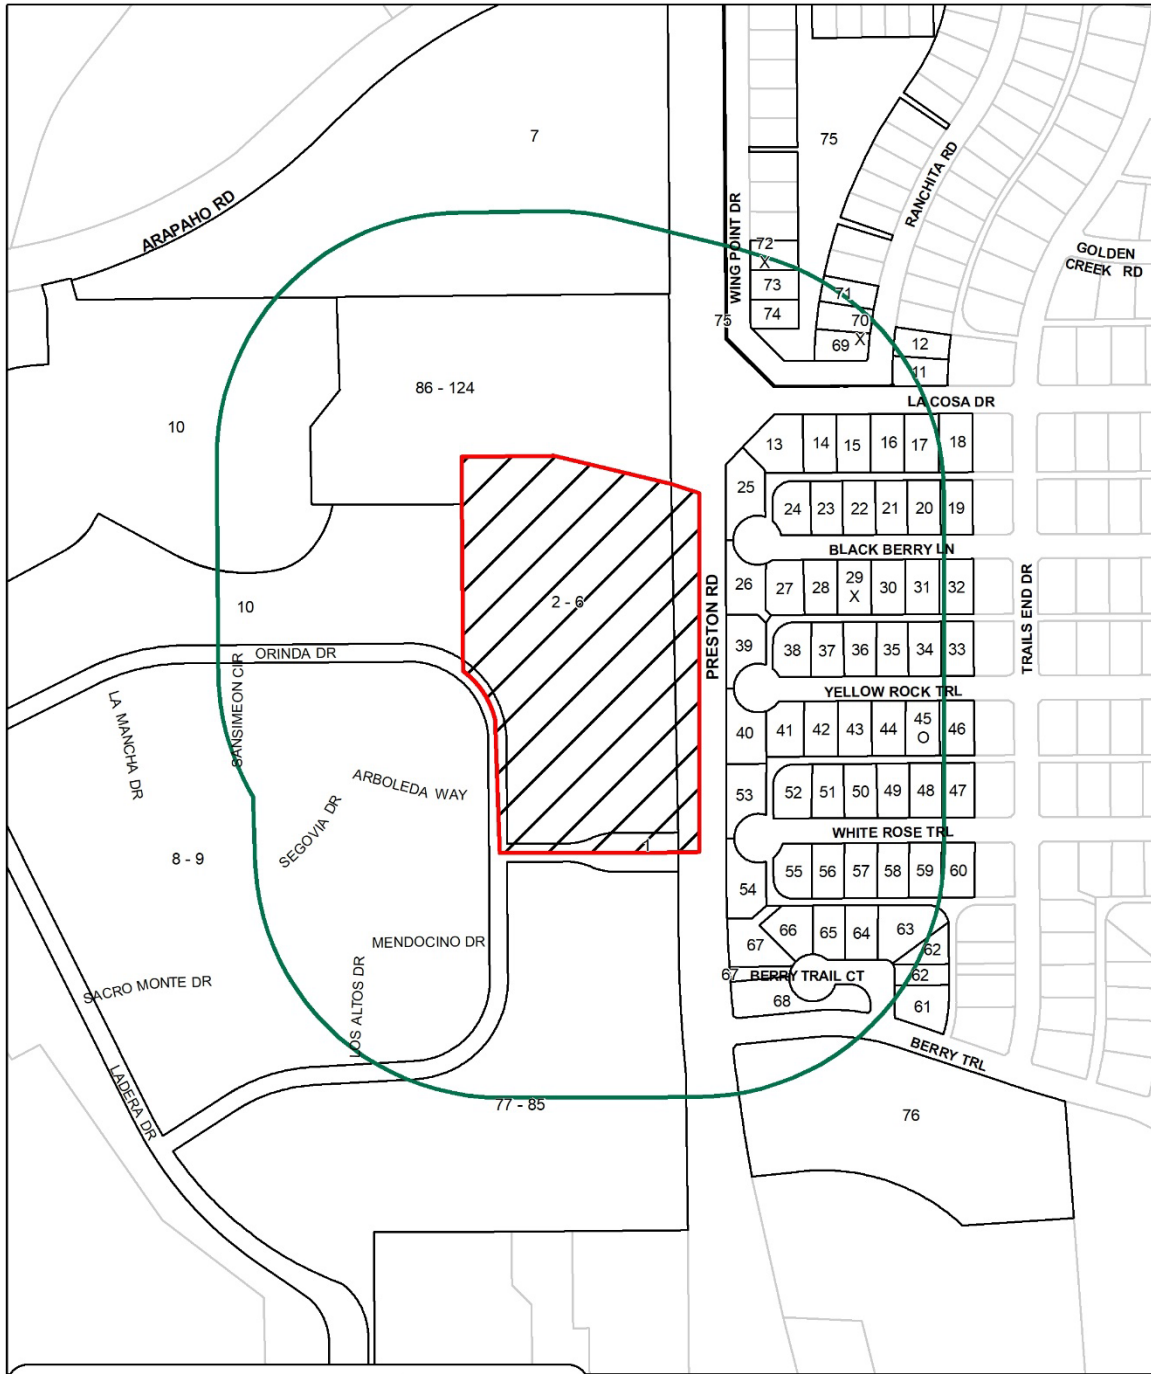 7
75
ARAPAHO RD
WING POINT DR
RANCHITA RD
GOLDEN
CREEK RD
72
X
73
74
75
71
70
69 X
12
11
86 - 124
10
LA COSA DR
13 14 15 16 17 18
25
24 23 22 21 20 19
BLACK BERRY LN
26 27 28 29 30 31 32
X
2 - 6
10
PRESTON RD
TRAILS END DR
39 38 37 36 35 34 33
ORINDA DR
SANSIMEON CIR
LA MANCHA DR
YELLOW ROCK TRL
40 41 42 43 44 45 46
O
ARBOLEDA WAY
SEGOVIA DR
53 52 51 50 49 48 47
WHITE ROSE TRL
1
8 - 9
54 55 56 57 58 59 60
66 65 64 63
67
62
MENDOCINO DR
67 BERRY TRAIL CT 62
SACRO MONTE DR
LOS ALTOS DR
68
61
BERRY TRL
LADERA DR
77 - 85
76